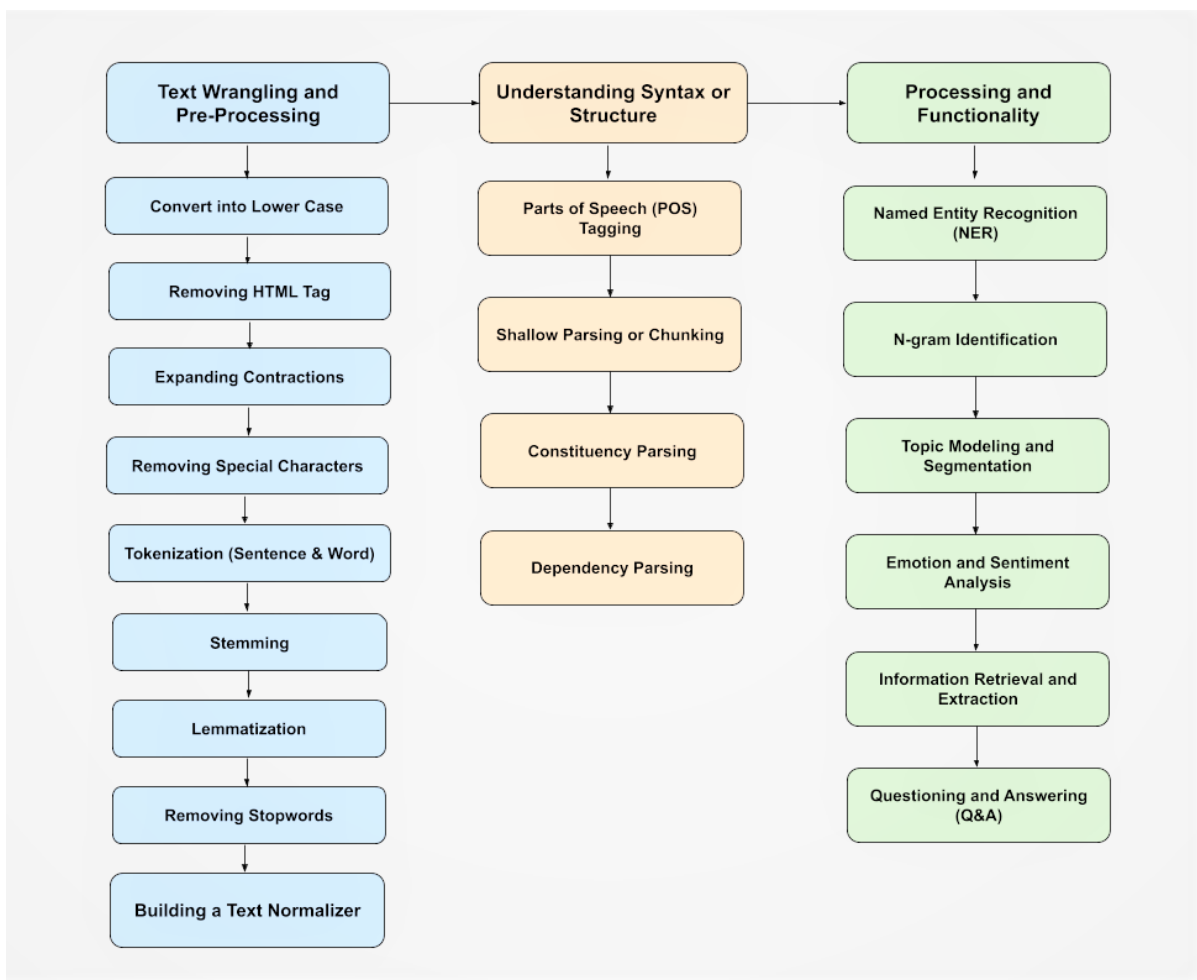 Text Wrangling and
Pre-Processing
Convert into Lower Case
Removing HTML Tag
Expanding Contractions
Removing Special Characters
Tokenization (Sentence & Word)
Stemming
Lemmatization
Removing Stopwords
Building a Text Normalizer
Understanding Syntax or
Structure
Parts of Speech (POS)
Tagging
Shallow Parsing or Chunking
Constituency Parsing
Dependency Parsing
Processing and
Functionality
Named Entity Recognition
(NER)
N-gram Identification
Topic Modeling and
Segmentation
Emotion and Sentiment
Analysis
Information Retrieval and
Extraction
Questioning and Answering
(Q&A)